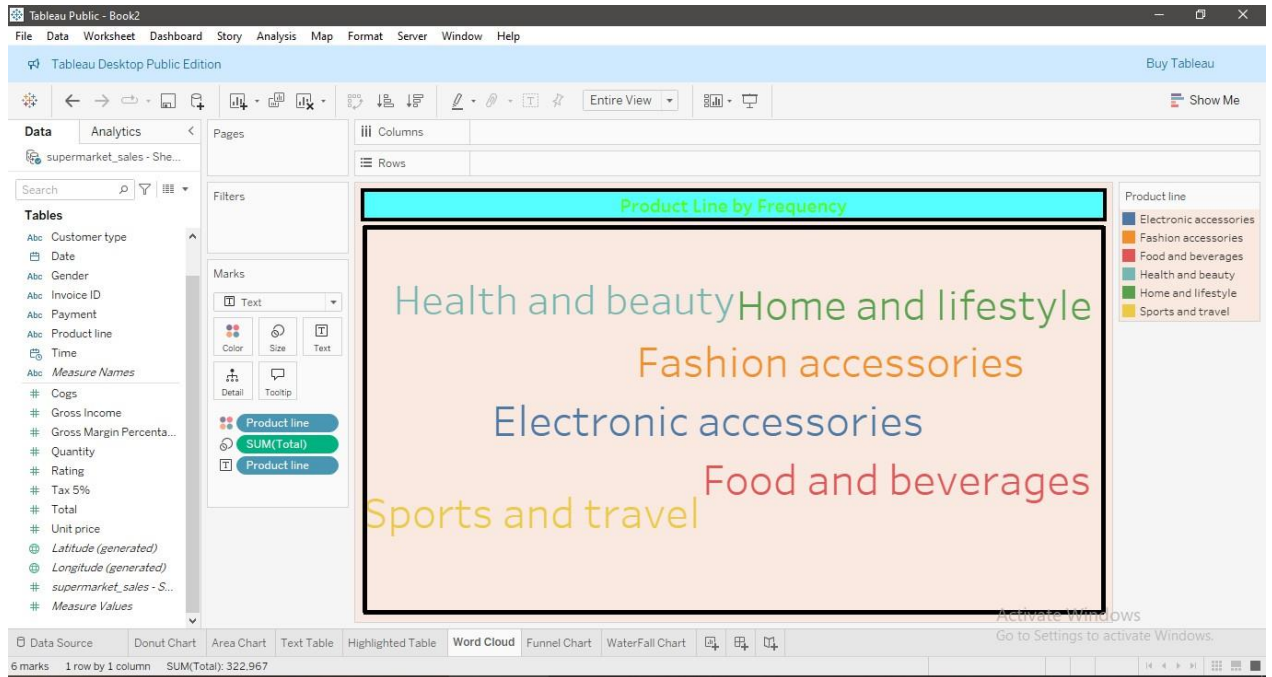 Tableau Public - Book2
File Data Worksheet Dashboard Story Analysis Map Format Server Window Help
Tableau Desktop Public Edition Buy Tableau
Entire View Show Me
Data Analytics Pages Columns
supermarket_sales - She... Rows
Search Filters
Tables
Abc Customer type
Date
Abc Gender
Abc Invoice ID
Abc Payment
Abc Product line
Time
Abc Measure Names
# Cogs
# Gross Income
# Gross Margin Percenta...
# Quantity
# Rating
# Tax 5%
# Total
# Unit price
Latitude (generated)
Longitude (generated)
# supermarket_sales - S...
# Measure Values
Marks
T Text
Color Size Text
Detail Tooltip
Product line
SUM(Total)
T Product line
Product Line by Frequency
Health and beauty Home and lifestyle
Fashion accessories
Electronic accessories
Food and beverages
Sports and travel
Product line
Electronic accessories
Fashion accessories
Food and beverages
Health and beauty
Home and lifestyle
Sports and travel
Activate Windows
Go to Settings to activate Windows.
Data Source Donut Chart Area Chart Text Table Highlighted Table Word Cloud Funnel Chart WaterFall Chart
6 marks 1 row by 1 column SUM(Total): 322,967